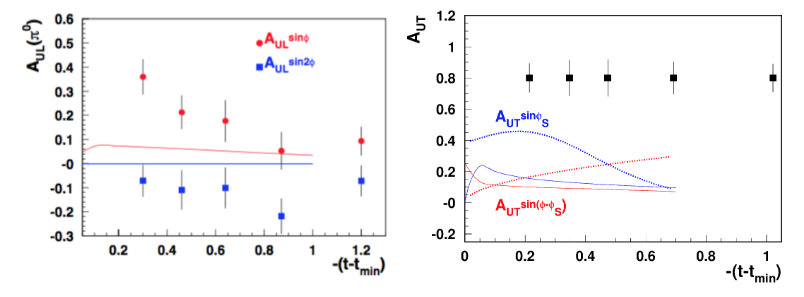 A_UL(π⁰)
0.6
0.5
0.4
0.3
0.2
0.1
-0
-0.1
-0.2
-0.3
A_UL^sinϕ
A_UL^sin2ϕ
0.2 0.4 0.6 0.8 1 1.2
-(t-t_min)
A_UT
1.2
1
0.8
0.6
0.4
0.2
-0
-0.2
A_UT^sinϕ_S
A_UT^sin(ϕ-ϕ_S)
0 0.2 0.4 0.6 0.8 1
-(t-t_min)